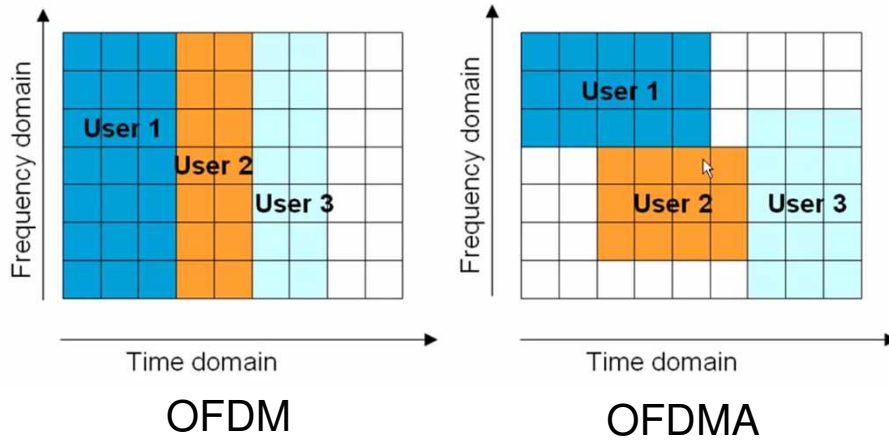 Frequency domain
User 1
User 2
User 3
Time domain
OFDM
Frequency domain
User 1
User 2
User 3
Time domain
OFDMA